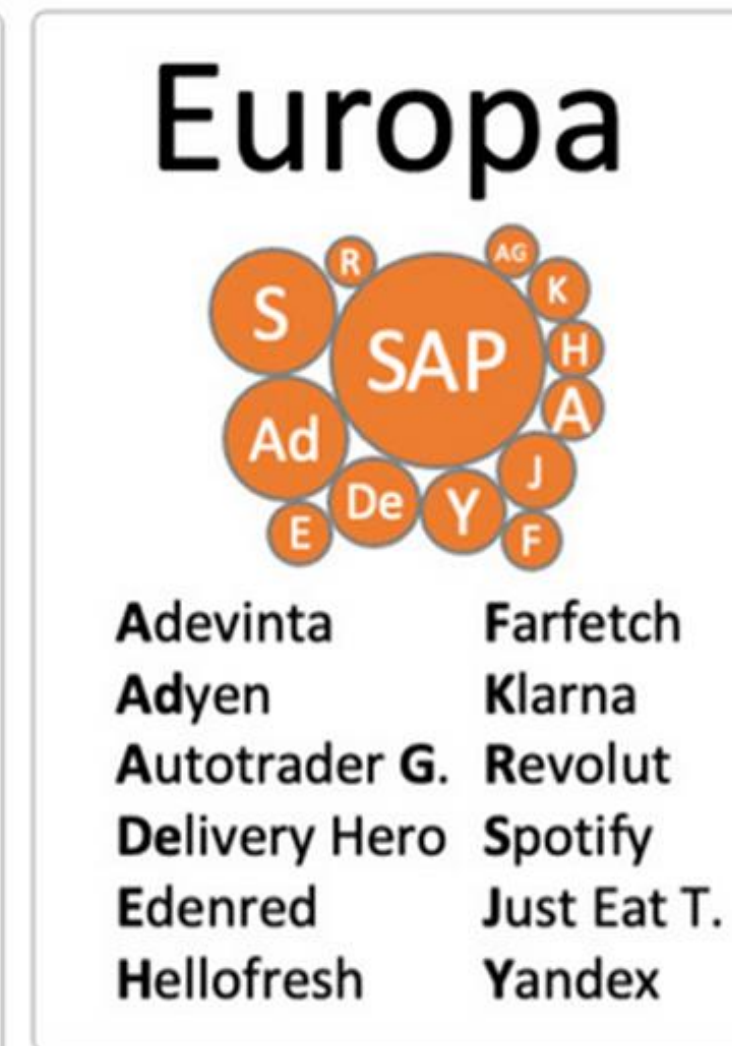 Europa
R
AG
S
K
SAP
H
A
Ad
J
De
Y
E
F
Adevinta
Adyen
Autotrader G.
Delivery Hero
Edenred
Hellofresh
Farfetch
Klarna
Revolut
Spotify
Just Eat T.
Yandex